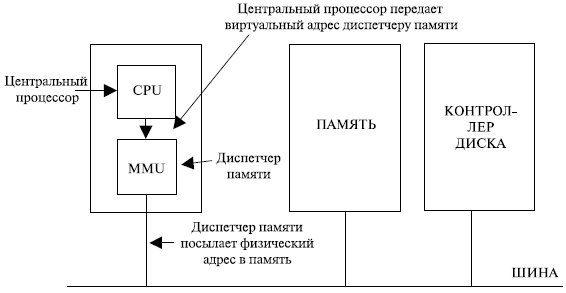 Центральный процессор передает
виртуальный адрес диспетчеру памяти
Центральный
процессор
CPU
MMU
Диспетчер
памяти
ПАМЯТЬ
КОНТРОЛ-
ЛЕР
ДИСКА
Диспетчер памяти
посылает физический
адрес в память
ШИНА